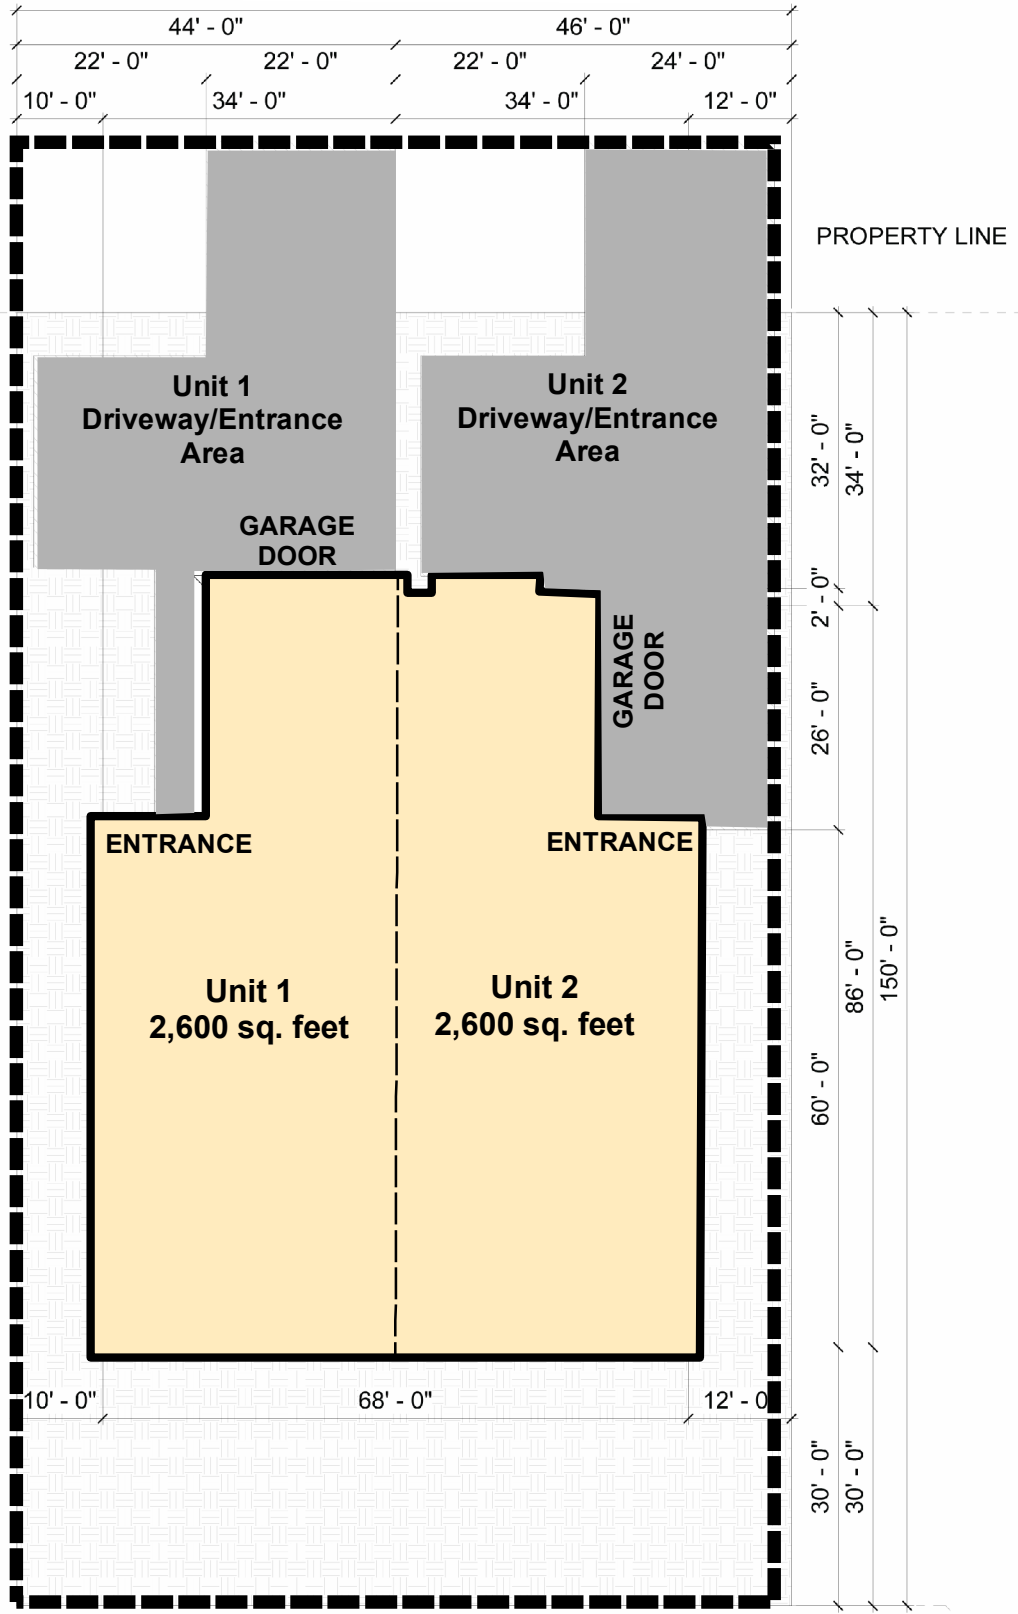 44' - 0" 46' - 0"
22' - 0" 22' - 0" 22' - 0" 24' - 0"
10' - 0" 34' - 0" 34' - 0" 12' - 0"
PROPERTY LINE
Unit 1
Driveway/Entrance
Area
Unit 2
Driveway/Entrance
Area
32' - 0"
34' - 0"
GARAGE
DOOR
2' - 0"
GARAGE
DOOR
26' - 0"
ENTRANCE
ENTRANCE
Unit 1
2,600 sq. feet
Unit 2
2,600 sq. feet
86' - 0"
150' - 0"
60' - 0"
10' - 0" 68' - 0" 12' - 0
30' - 0"
30' - 0"